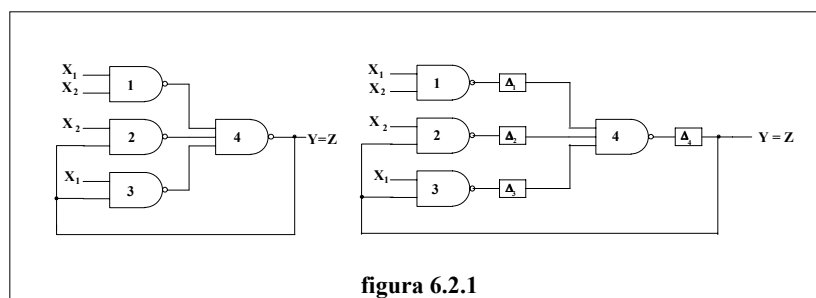 X₁
X₂
1
X₂
2
4
Y=Z
X₁
3
X₁
X₂
1
Δ₁
X₂
2
Δ₂
4
Δ₄
Y = Z
X₁
3
Δ₃
figura 6.2.1